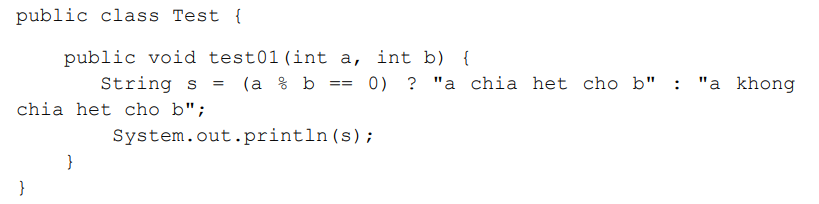 public class Test {
    public void test01(int a, int b) {
       String s = (a % b == 0) ? "a chia het cho b" : "a khong
chia het cho b";
        System.out.println(s);
    }
}